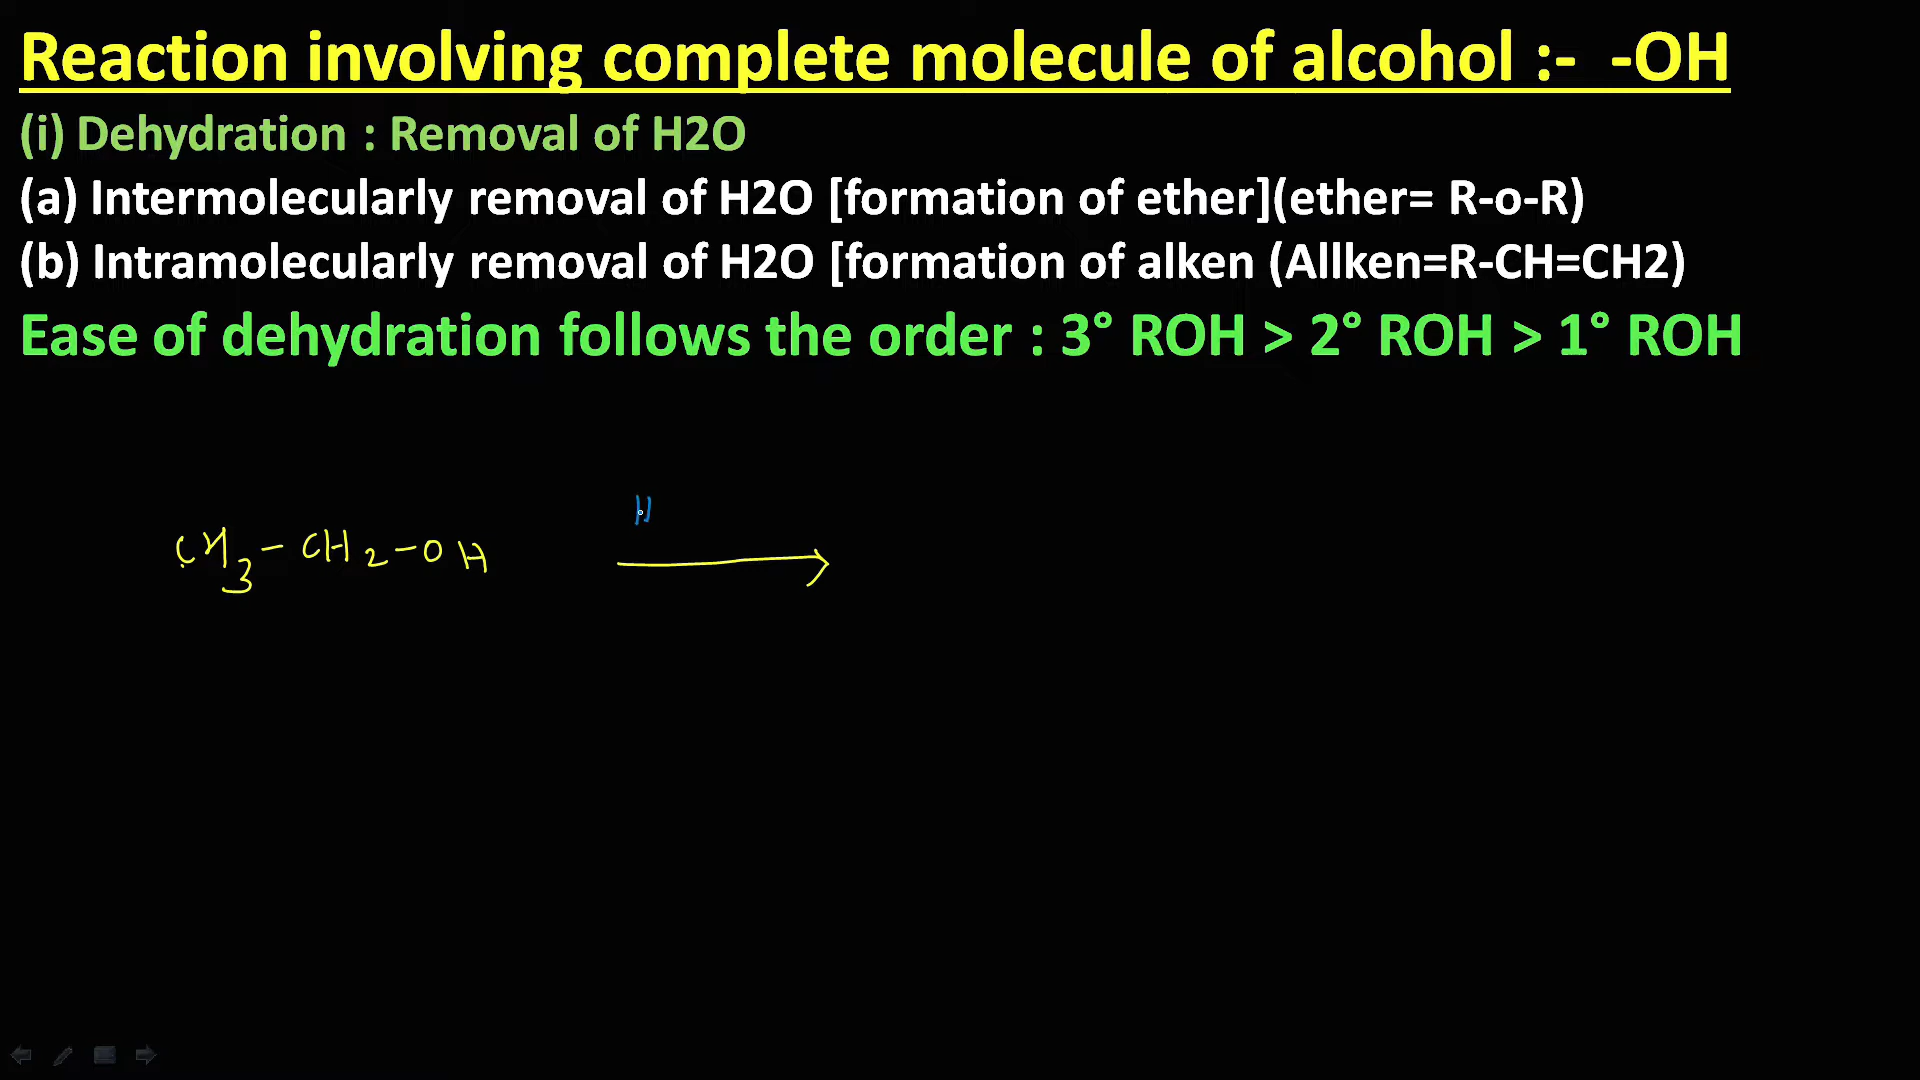 Reaction involving complete molecule of alcohol :-  -OH
(i) Dehydration : Removal of H2O
(a) Intermolecularly removal of H2O [formation of ether](ether= R-o-R)
(b) Intramolecularly removal of H2O [formation of alken (Allken=R-CH=CH2)
Ease of dehydration follows the order : 3° ROH > 2° ROH > 1° ROH
H
CH3-CH2-OH